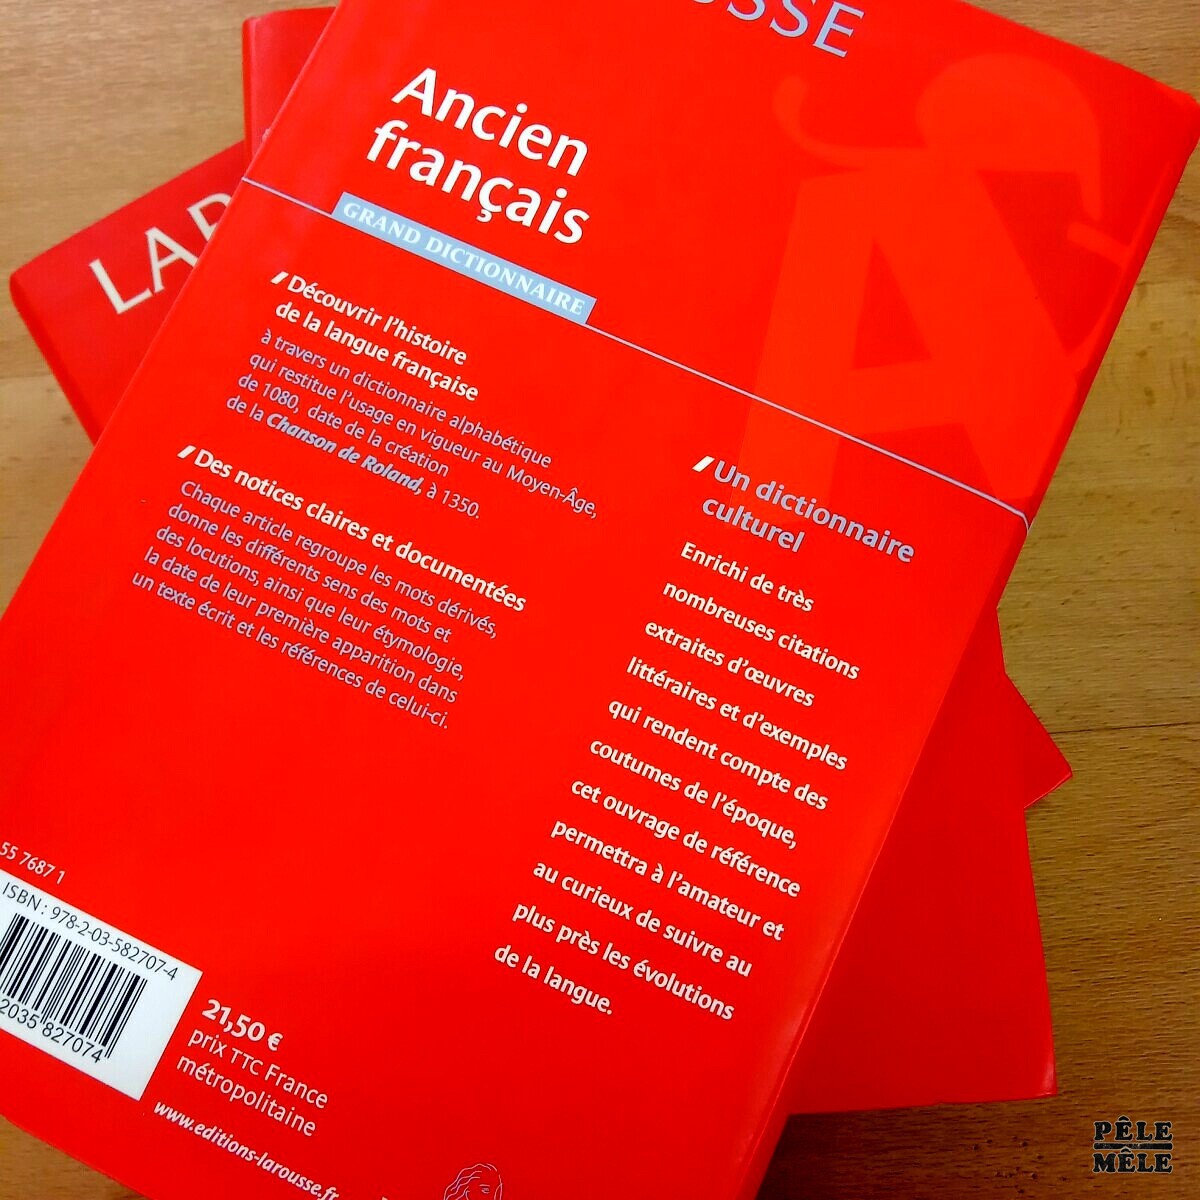 Ancien
français
GRAND DICTIONNAIRE
Découvrir l'histoire
de la langue française
à travers un dictionnaire alphabétique
qui restitue l'usage en vigueur au Moyen-Âge,
de 1080, date de la création
de la Chanson de Roland, à 1350.
Des notices claires et documentées
Chaque article regroupe les mots dérivés,
donne les différents sens des mots et
des locutions, ainsi que leur étymologie,
la date de leur première apparition dans
un texte écrit et les références de celui-ci.
Un dictionnaire
culturel
Enrichi de très
nombreuses citations
extraites d'œuvres
littéraires et d'exemples
qui rendent compte des
coutumes de l'époque,
cet ouvrage de référence
permettra à l'amateur et
au curieux de suivre au
plus près les évolutions
de la langue.
55 7687 1
ISBN : 978-2-03-582707-4
2035 827074
21,50 €
prix TTC France
métropolitaine
www.editions-larousse.fr
PÊLE
MÊLE